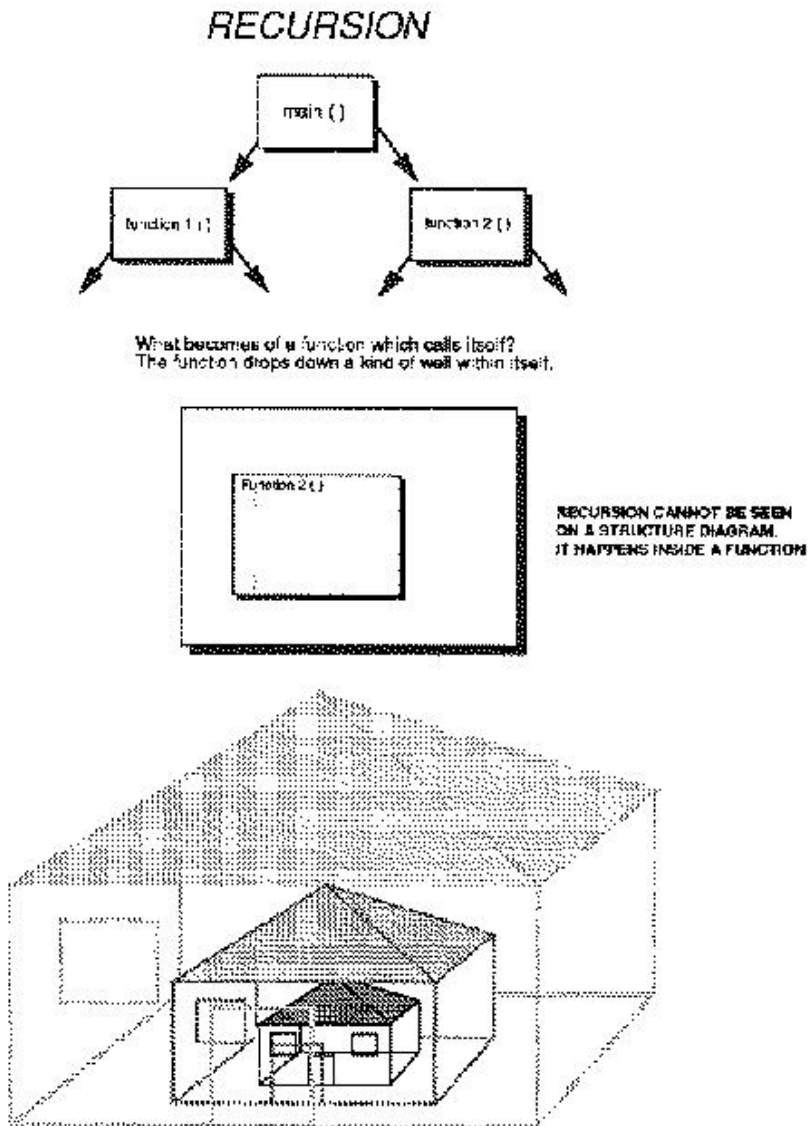 RECURSION
main ( )
function 1 ( )
function 2 ( )
What becomes of a function which calls itself?
The function drops down a kind of well within itself.
Function 2 ( )
{
}
RECURSION CANNOT BE SEEN
ON A STRUCTURE DIAGRAM.
IT HAPPENS INSIDE A FUNCTION